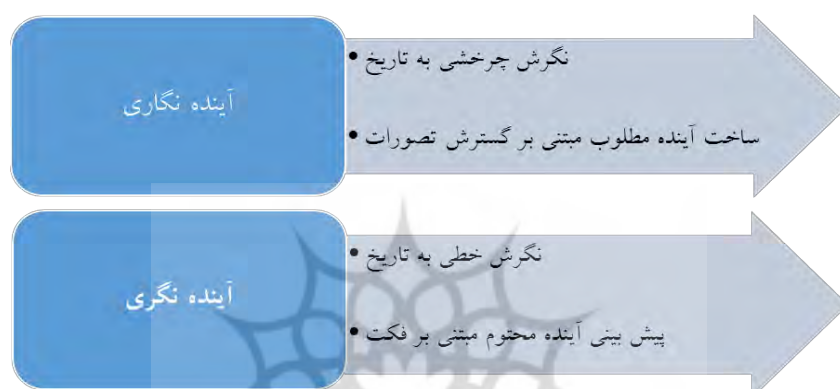 آینده نگاری
• نگرش چرخشی به تاریخ
• ساخت آینده مطلوب مبتنی بر گسترش تصورات
آینده نگری
• نگرش خطی به تاریخ
• پیش بینی آینده محتوم مبتنی بر فکت